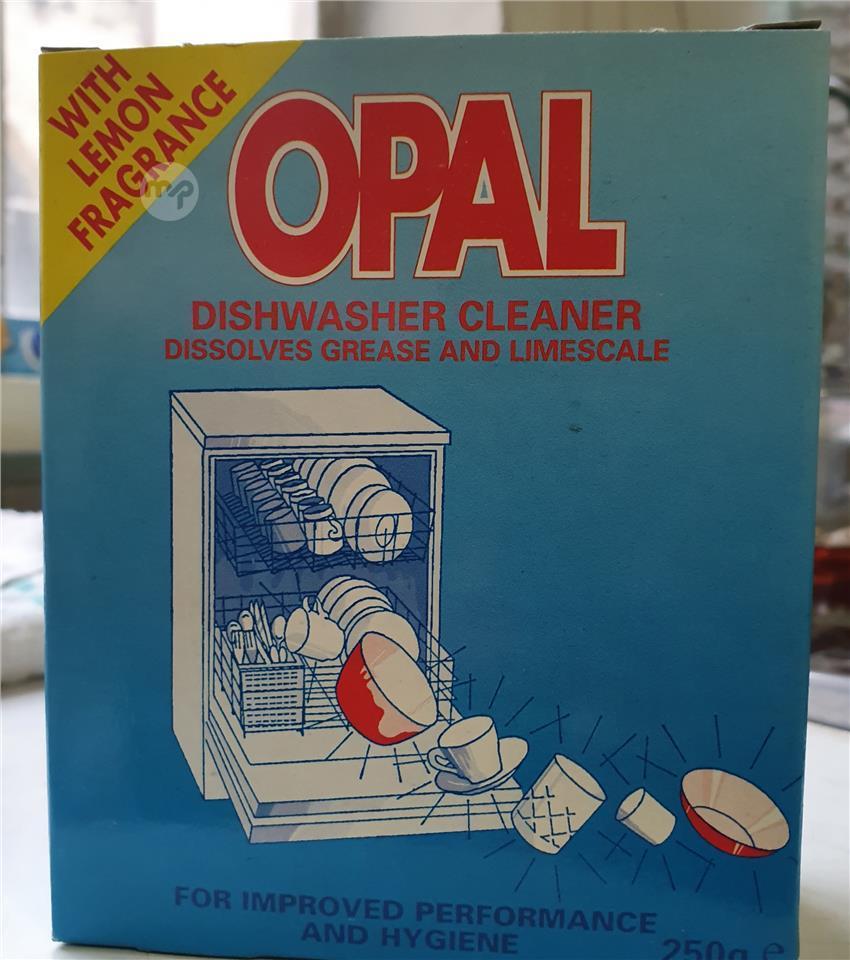 WITH
LEMON
FRAGRANCE
OPAL
DISHWASHER CLEANER
DISSOLVES GREASE AND LIMESCALE
FOR IMPROVED PERFORMANCE
AND HYGIENE
250g e